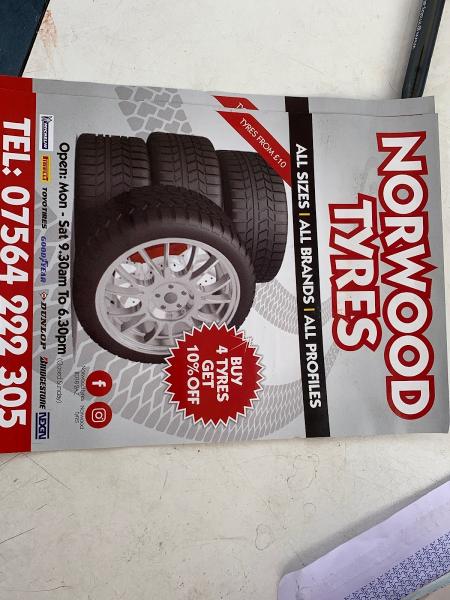 NORWOOD
TYRES
ALL SIZES | ALL BRANDS | ALL PROFILES
TYRES FROM £10
BUY
4 TYRES
GET
10% OFF
Open: Mon - Sat 9.30am To 6.30pm
MICHELIN PIRELLI TOYOTIRES GOODYEAR DUNLOP BRIDGESTONE NEXEN
TEL: 07564 222 305